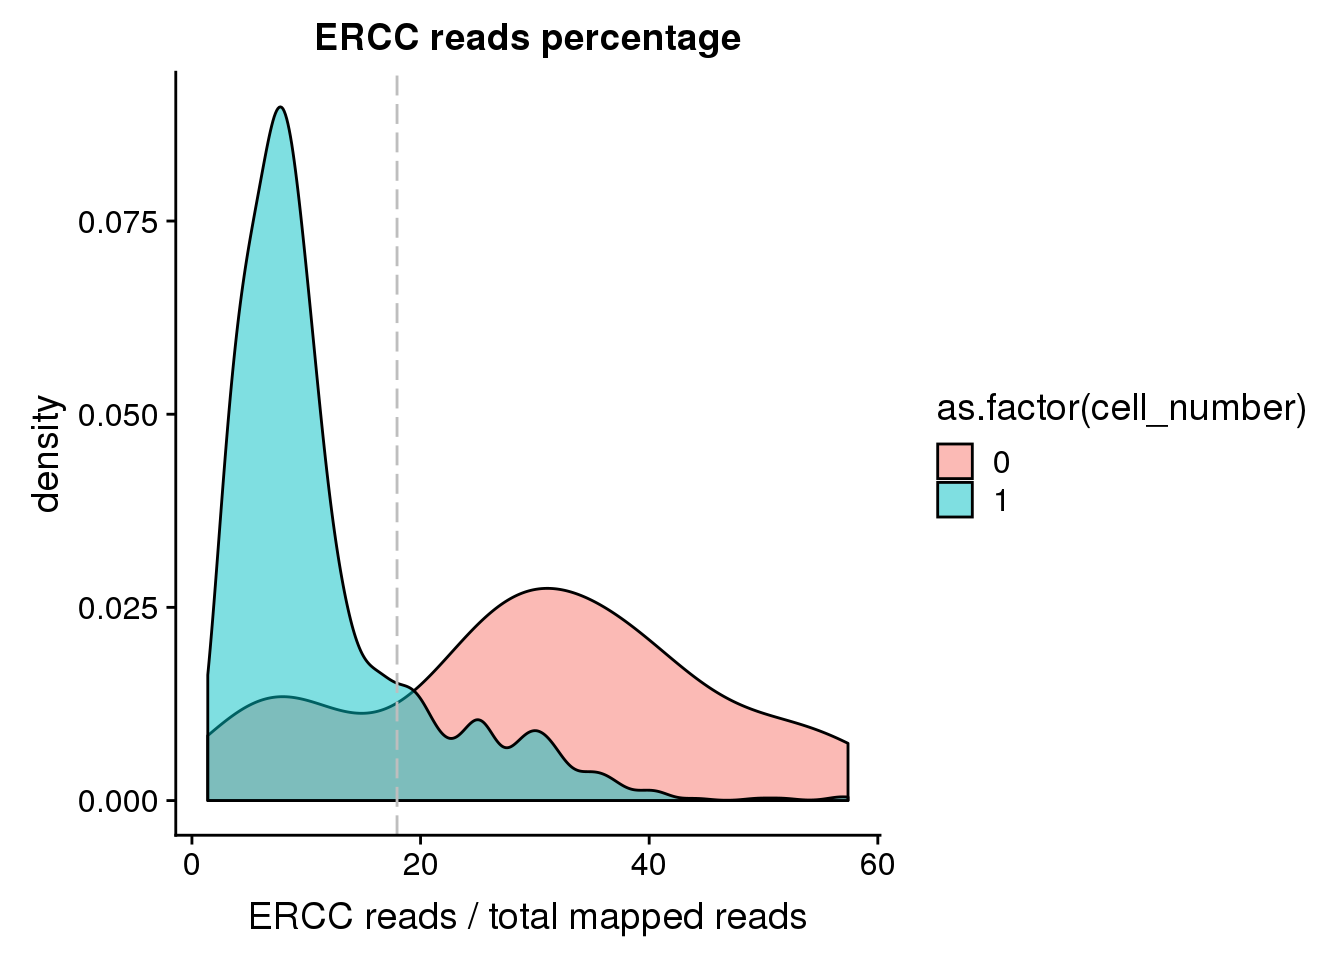 ERCC reads percentage
0.075
0.050
0.025
0.000
density
0 20 40 60
ERCC reads / total mapped reads
as.factor(cell_number)
0
1